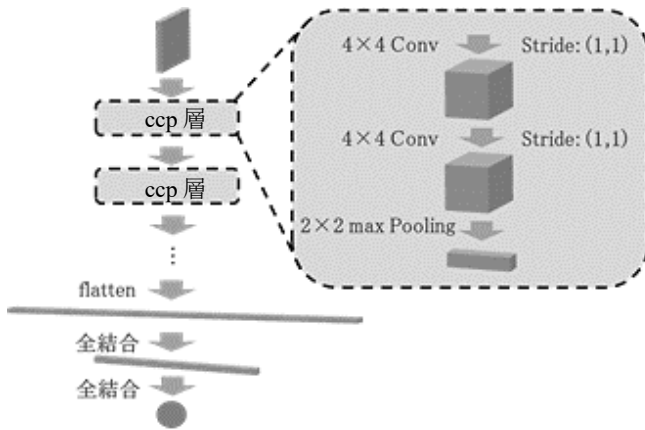 4×4 Conv Stride: (1,1)
ccp 層
4×4 Conv Stride: (1,1)
ccp 層
2×2 max Pooling
⋮
flatten
全結合
全結合